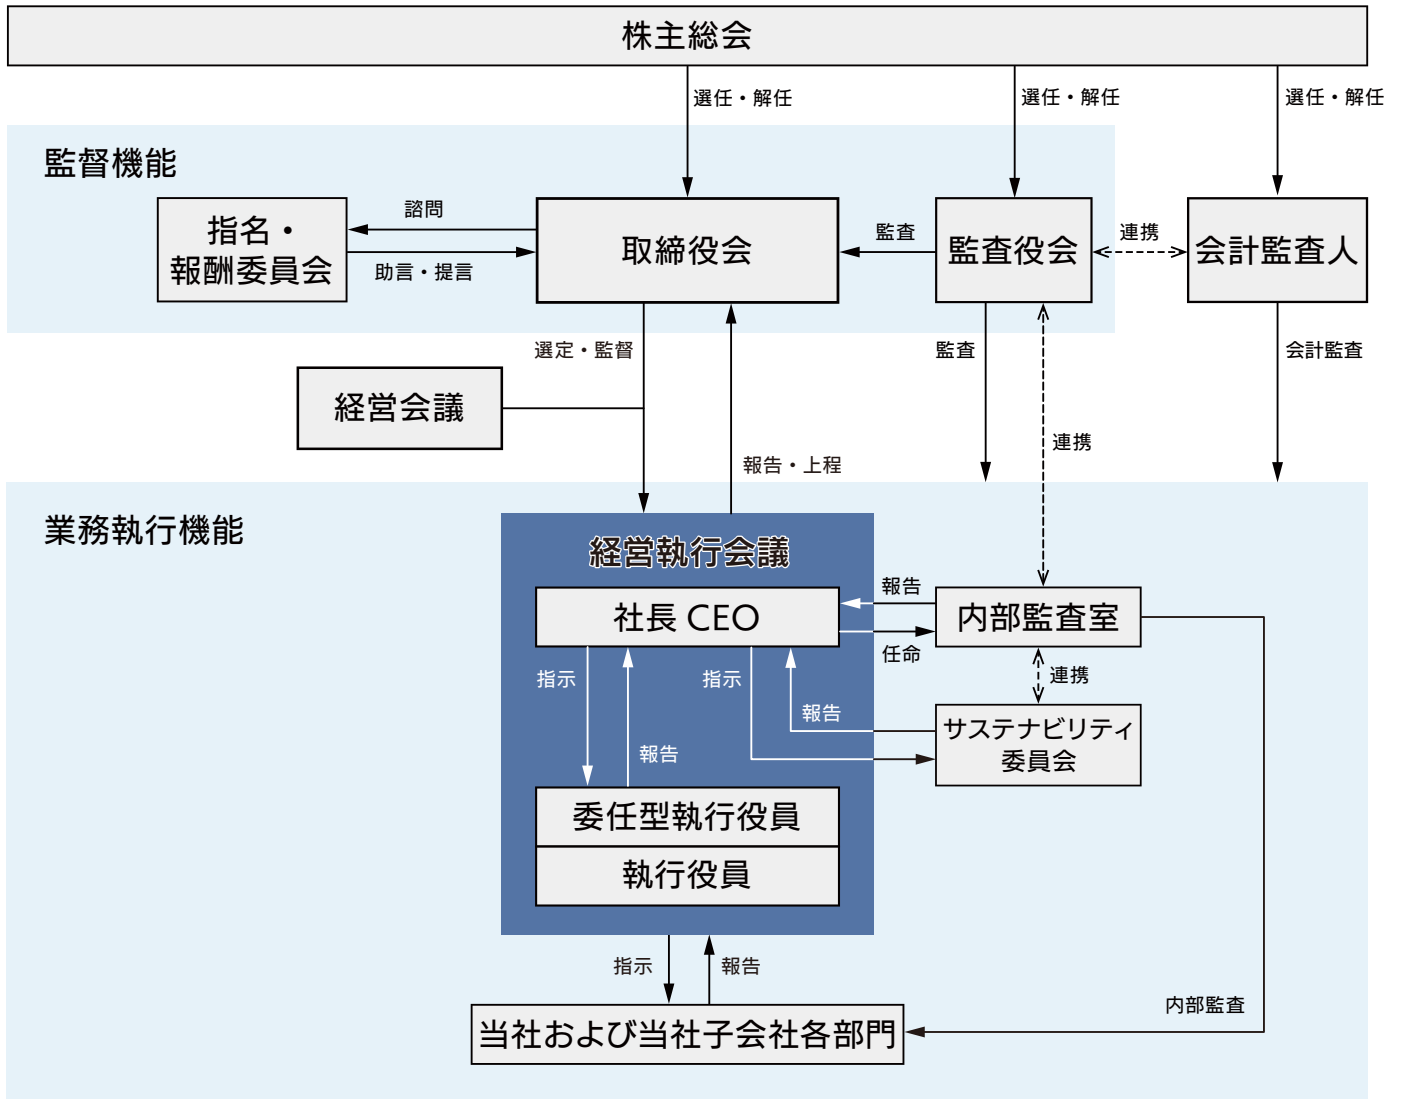 株主総会
選任・解任
選任・解任
選任・解任
監督機能
指名・
報酬委員会
諮問
助言・提言
取締役会
監査
監査役会
連携
会計監査人
選定・監督
監査
会計監査
経営会議
報告・上程
連携
業務執行機能
経営執行会議
社長 CEO
報告
任命
内部監査室
指示
報告
指示
報告
連携
サステナビリティ
委員会
委任型執行役員
執行役員
指示
報告
内部監査
当社および当社子会社各部門